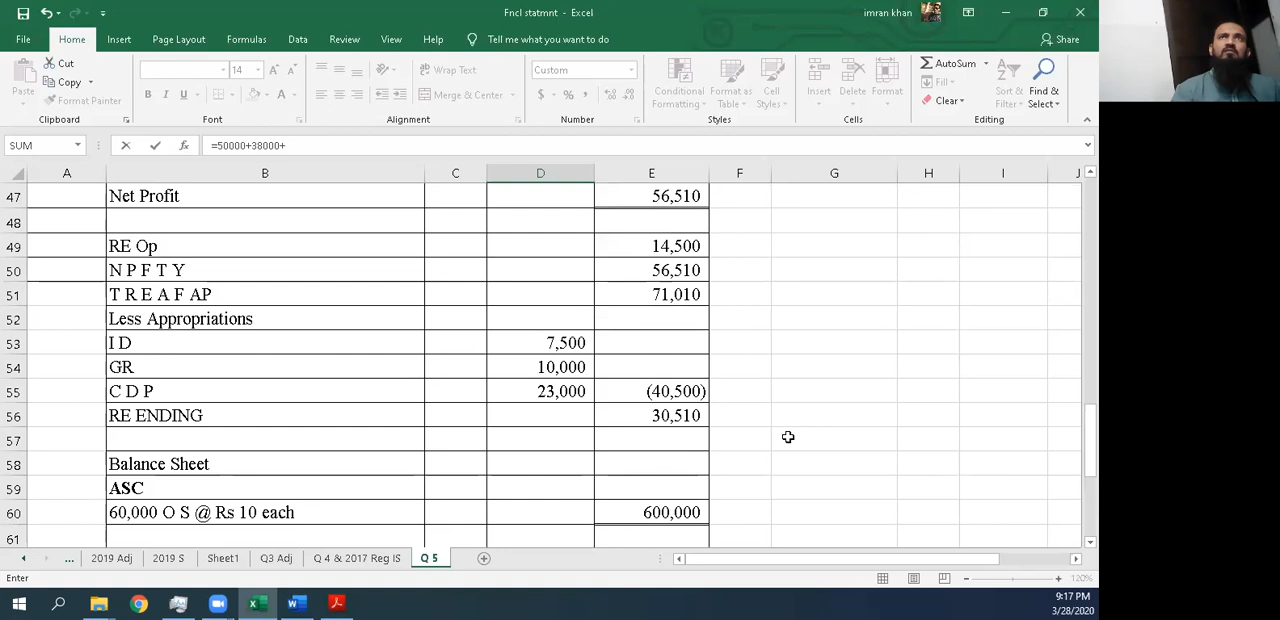 Fncl statmnt - Excel
imran khan
File Home Insert Page Layout Formulas Data Review View Help Tell me what you want to do Share
Paste Cut Copy Format Painter
14
Wrap Text
Merge & Center
Custom
Conditional Formatting Format as Table Cell Styles
Insert Delete Format
AutoSum Fill Clear
Sort & Filter Find & Select
Clipboard Font Alignment Number Styles Cells Editing
SUM =50000+38000+
A B C D E F G H I J
47 Net Profit 56,510
48
49 RE Op 14,500
50 N P F T Y 56,510
51 T R E A F AP 71,010
52 Less Appropriations
53 I D 7,500
54 GR 10,000
55 C D P 23,000 (40,500)
56 RE ENDING 30,510
57
58 Balance Sheet
59 ASC
60 60,000 O S @ Rs 10 each 600,000
61
... 2019 Adj 2019 S Sheet1 Q3 Adj Q 4 & 2017 Reg IS Q 5
Enter 120%
9:17 PM
3/28/2020